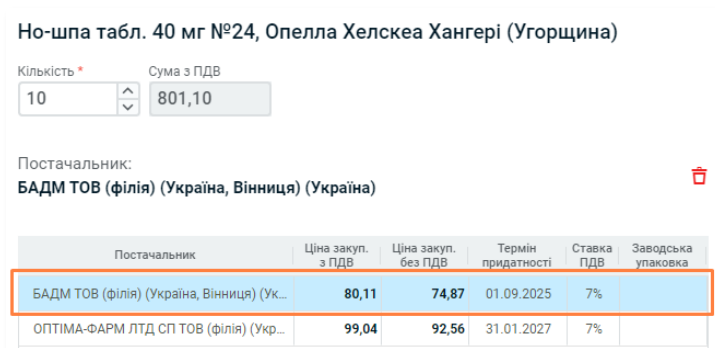 Но-шпа табл. 40 мг №24, Опелла Хелскеа Хангері (Угорщина)
Кількість * Сума з ПДВ
10 801,10
Постачальник:
БАДМ ТОВ (філія) (Україна, Вінниця) (Україна)
Постачальник Ціна закуп. з ПДВ Ціна закуп. без ПДВ Термін придатності Ставка ПДВ Заводська упаковка
БАДМ ТОВ (філія) (Україна, Вінниця) (Ук... 80,11 74,87 01.09.2025 7%
ОПТІМА-ФАРМ ЛТД СП ТОВ (філія) (Укр... 99,04 92,56 31.01.2027 7%